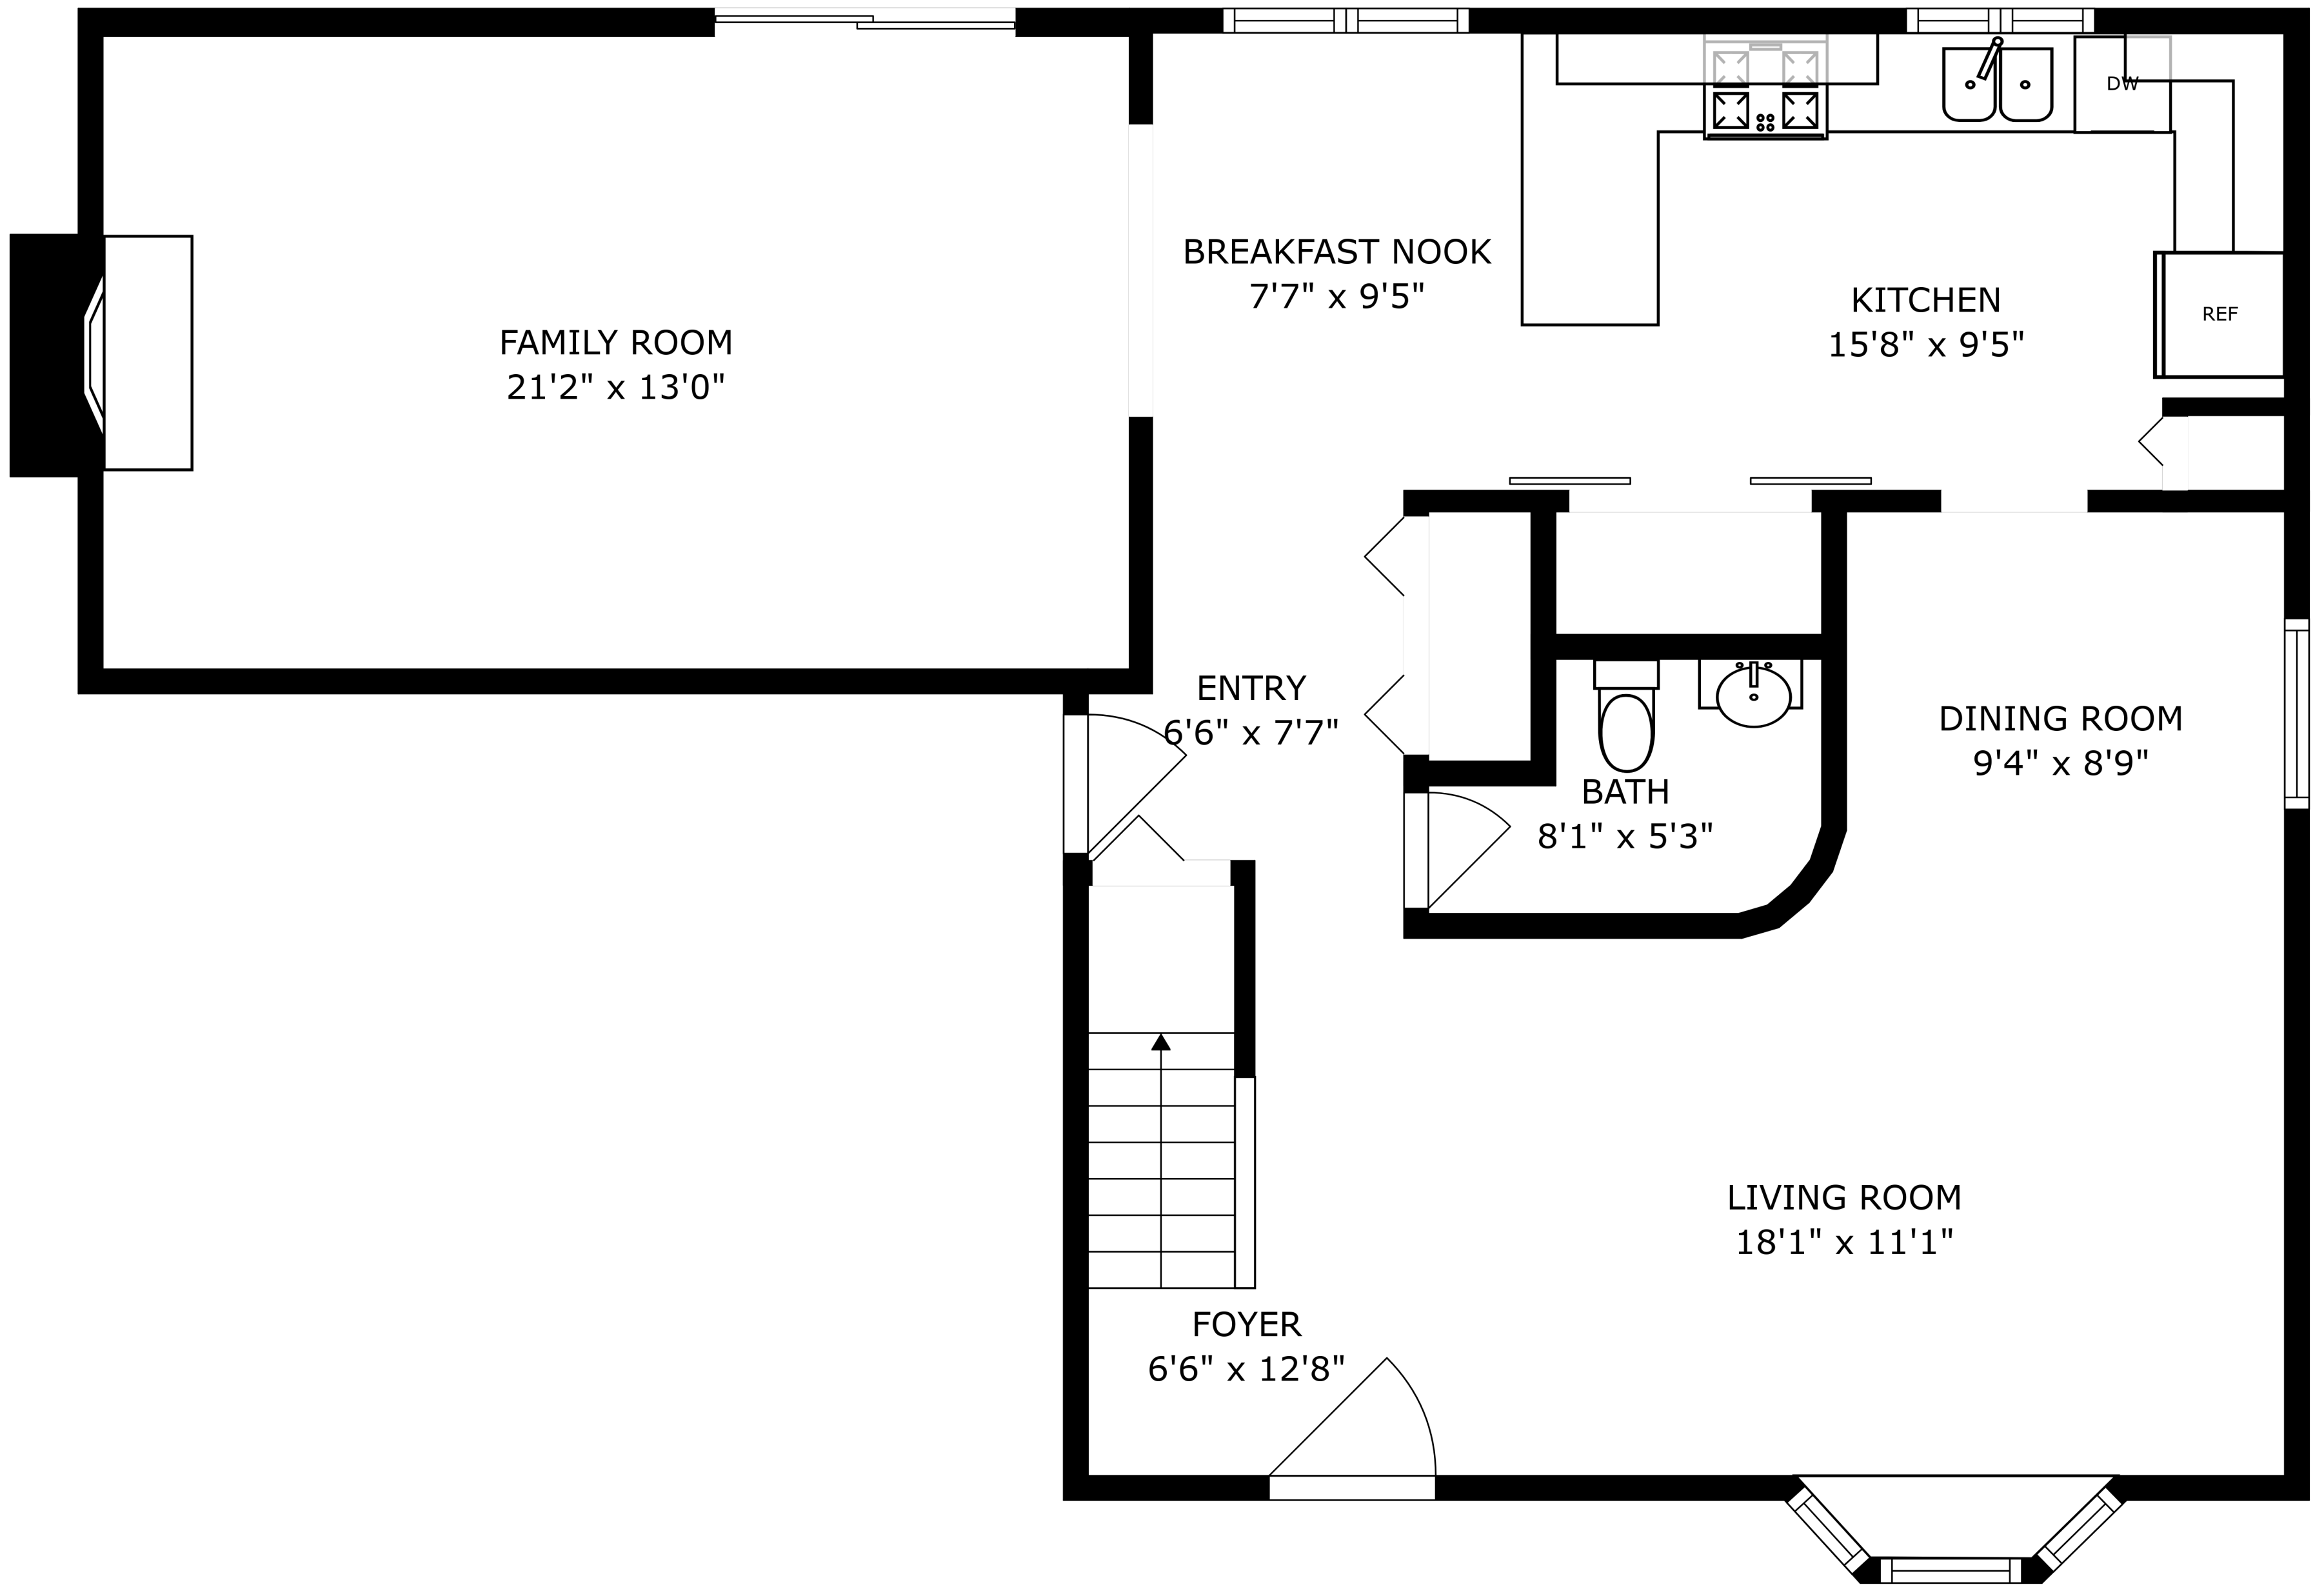 DW
BREAKFAST NOOK
7'7" x 9'5"
KITCHEN
15'8" x 9'5"
REF
FAMILY ROOM
21'2" x 13'0"
ENTRY
6'6" x 7'7"
DINING ROOM
9'4" x 8'9"
BATH
8'1" x 5'3"
LIVING ROOM
18'1" x 11'1"
FOYER
6'6" x 12'8"